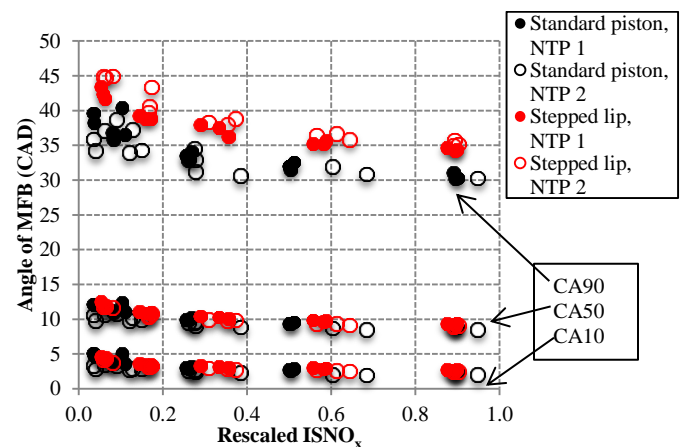 50
45
40
35
30
25
20
15
10
5
0
Angle of MFB (CAD)
0.0 0.2 0.4 0.6 0.8 1.0
Rescaled ISNOₓ
Standard piston,
NTP 1
Standard piston,
NTP 2
Stepped lip,
NTP 1
Stepped lip,
NTP 2
CA90
CA50
CA10